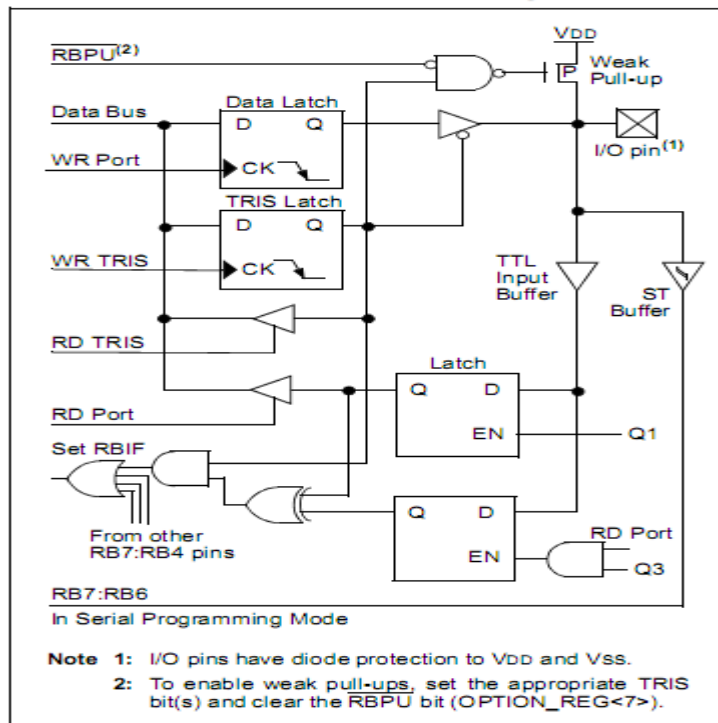 VDD
RBPU(2)
Weak
Pull-up
P
Data Bus
Data Latch
D Q
I/O pin(1)
WR Port
CK
TRIS Latch
D Q
WR TRIS
CK
TTL
Input
Buffer
ST
Buffer
RD TRIS
Latch
Q D
RD Port
EN
Q1
Set RBIF
Q D
From other
RB7:RB4 pins
RD Port
EN
Q3
RB7:RB6
In Serial Programming Mode
Note 1: I/O pins have diode protection to VDD and VSS.
2: To enable weak pull-ups, set the appropriate TRIS
bit(s) and clear the RBPU bit (OPTION_REG<7>).